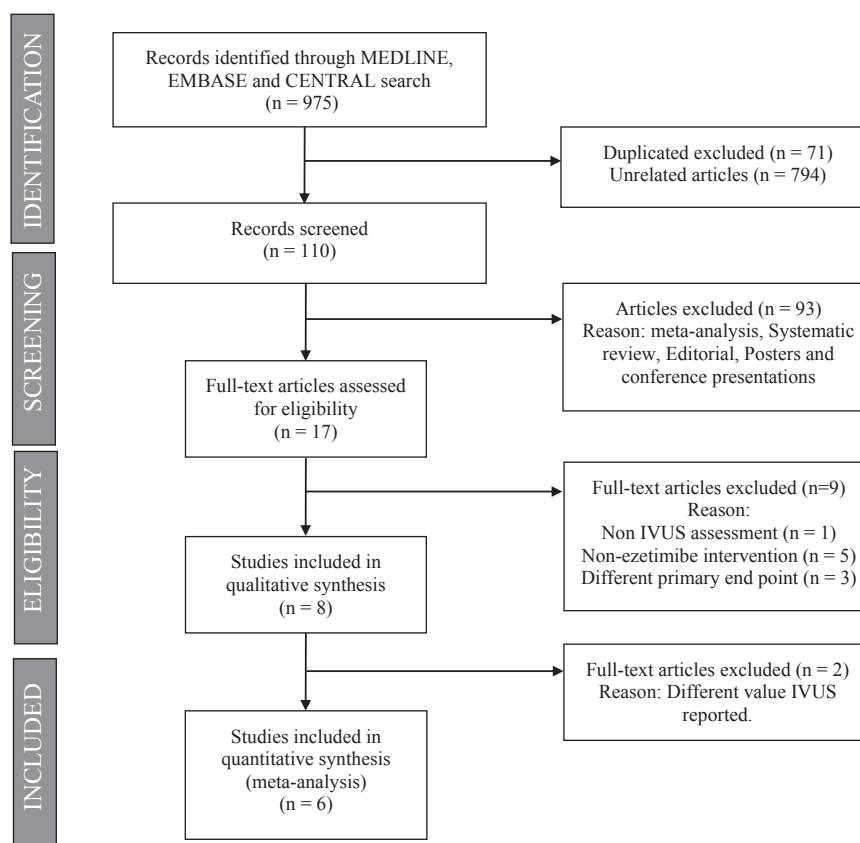 IDENTIFICATION
Records identified through MEDLINE,
EMBASE and CENTRAL search
(n = 975)
Duplicated excluded (n = 71)
Unrelated articles (n = 794)
Records screened
(n = 110)
SCREENING
Articles excluded (n = 93)
Reason: meta-analysis, Systematic
review, Editorial, Posters and
conference presentations
Full-text articles assessed
for eligibility
(n = 17)
ELIGIBILITY
Full-text articles excluded (n=9)
Reason:
Non IVUS assessment (n = 1)
Non-ezetimibe intervention (n = 5)
Different primary end point (n = 3)
Studies included in
qualitative synthesis
(n = 8)
INCLUDED
Full-text articles excluded (n = 2)
Reason: Different value IVUS
reported.
Studies included in
quantitative synthesis
(meta-analysis)
(n = 6)